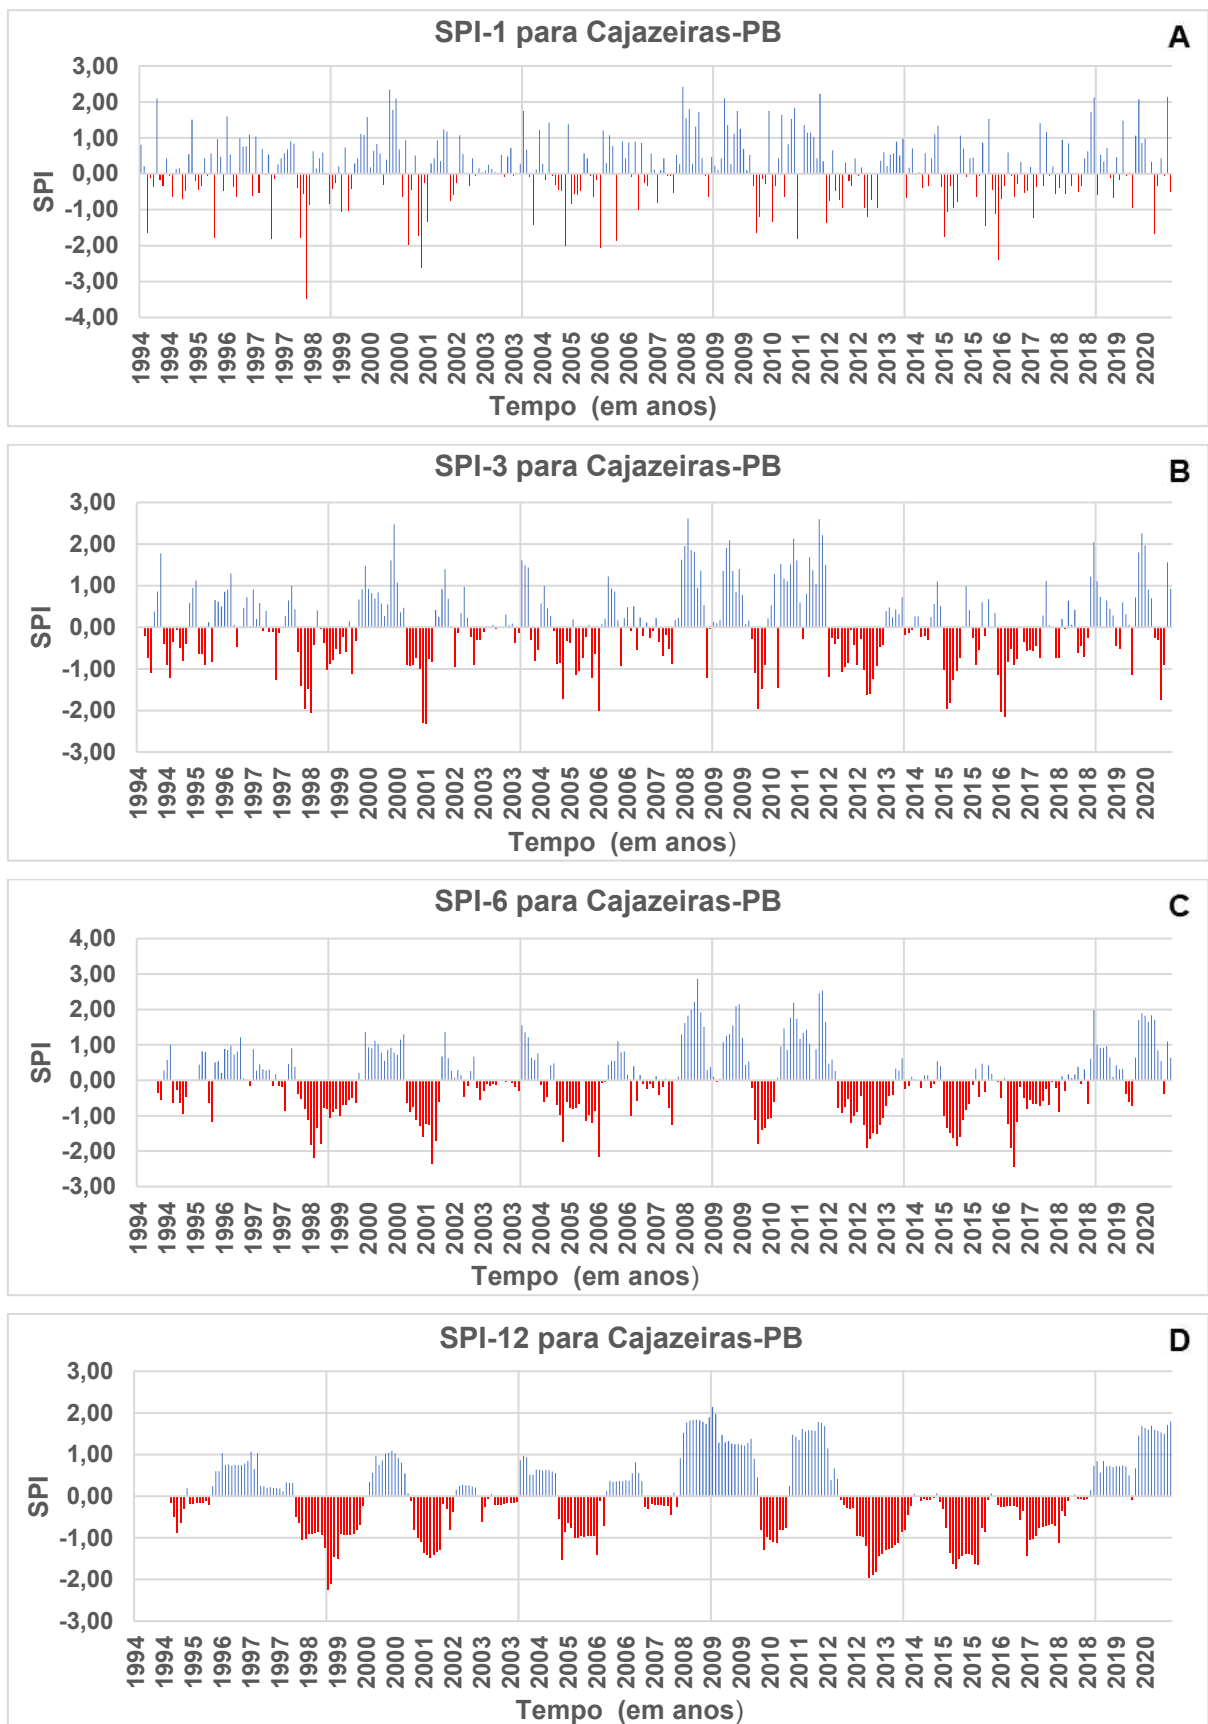 SPI-1 para Cajazeiras-PB
A
3,00
2,00
1,00
0,00
-1,00
-2,00
-3,00
-4,00
SPI
1994 1994 1995 1996 1997 1997 1998 1999 2000 2000 2001 2002 2003 2003 2004 2005 2006 2006 2007 2008 2009 2009 2010 2011 2012 2012 2013 2014 2015 2015 2016 2017 2018 2018 2019 2020
Tempo (em anos)
SPI-3 para Cajazeiras-PB
B
3,00
2,00
1,00
0,00
-1,00
-2,00
-3,00
SPI
1994 1994 1995 1996 1997 1997 1998 1999 2000 2000 2001 2002 2003 2003 2004 2005 2006 2006 2007 2008 2009 2009 2010 2011 2012 2012 2013 2014 2015 2015 2016 2017 2018 2018 2019 2020
Tempo (em anos)
SPI-6 para Cajazeiras-PB
C
4,00
3,00
2,00
1,00
0,00
-1,00
-2,00
-3,00
SPI
1994 1994 1995 1996 1997 1997 1998 1999 2000 2000 2001 2002 2003 2003 2004 2005 2006 2006 2007 2008 2009 2009 2010 2011 2012 2012 2013 2014 2015 2015 2016 2017 2018 2018 2019 2020
Tempo (em anos)
SPI-12 para Cajazeiras-PB
D
3,00
2,00
1,00
0,00
-1,00
-2,00
-3,00
SPI
1994 1994 1995 1996 1997 1997 1998 1999 2000 2000 2001 2002 2003 2003 2004 2005 2006 2006 2007 2008 2009 2009 2010 2011 2012 2012 2013 2014 2015 2015 2016 2017 2018 2018 2019 2020
Tempo (em anos)